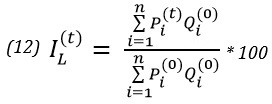 (12) I_L^{(t)} = \frac{\sum_{i=1}^{n} P_i^{(t)} Q_i^{(0)}}{\sum_{i=1}^{n} P_i^{(0)} Q_i^{(0)}} * 100